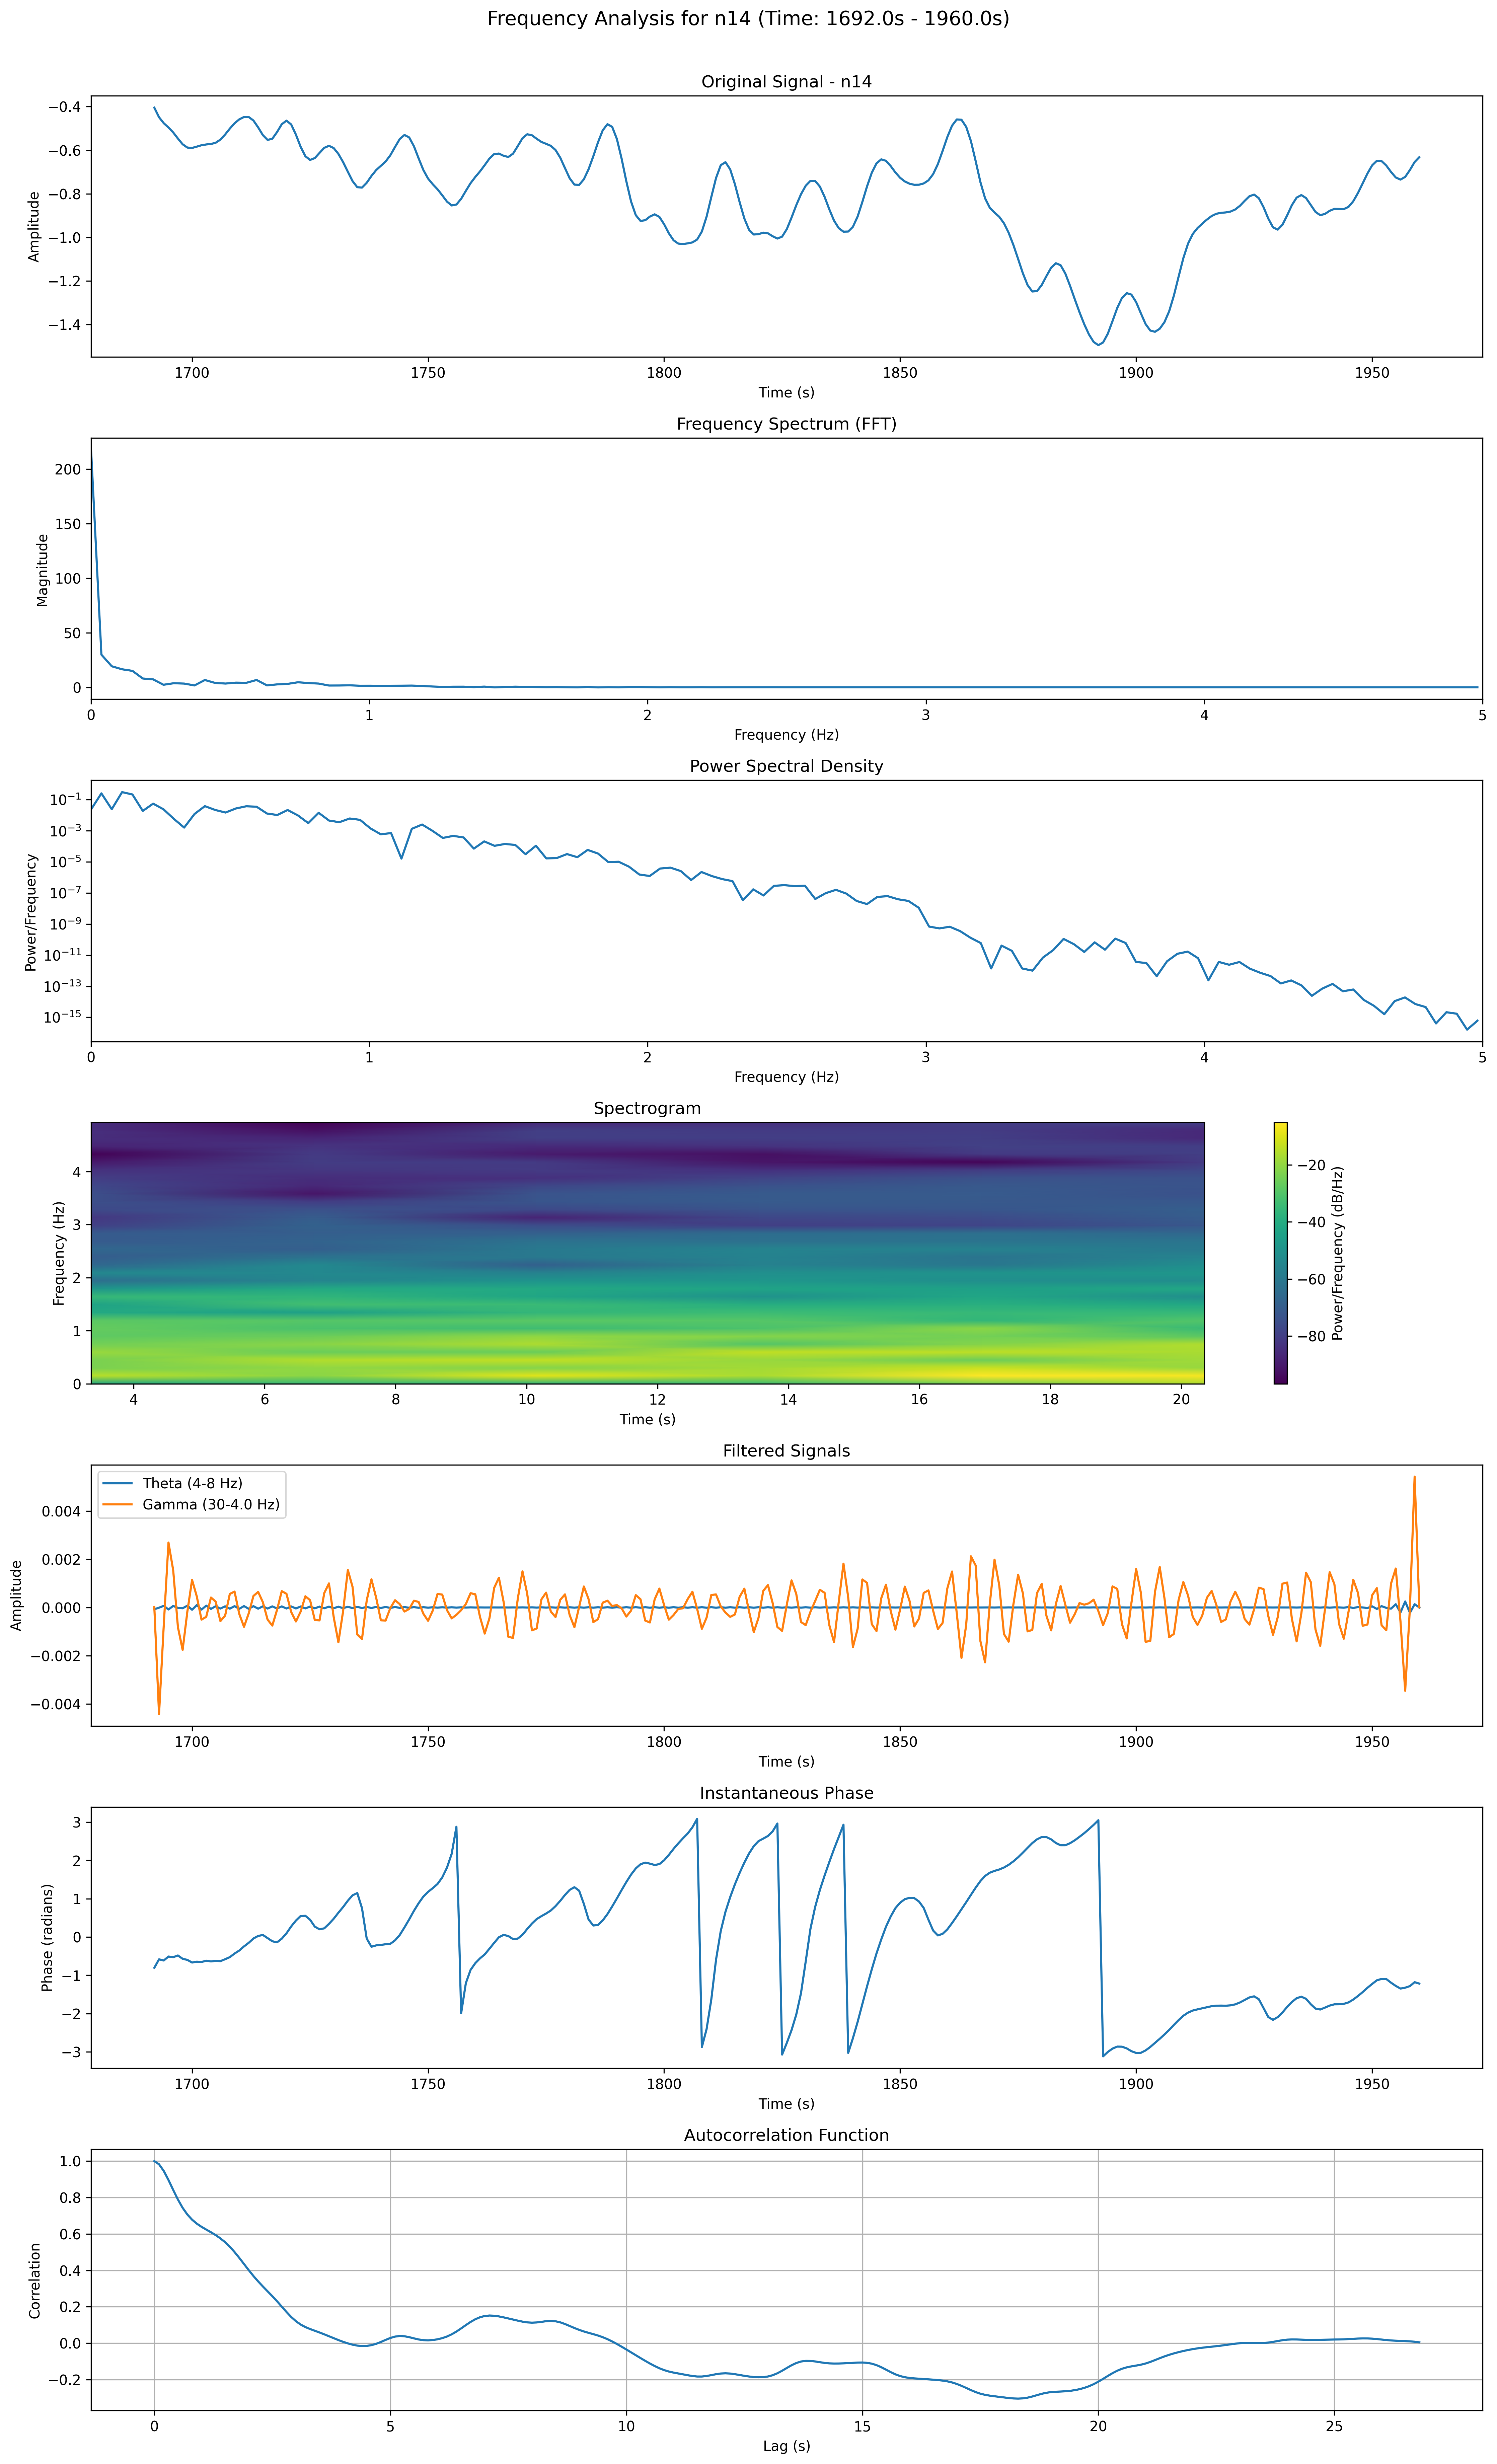 Frequency Analysis for n14 (Time: 1692.0s - 1960.0s)
Original Signal - n14
Amplitude
−0.4
−0.6
−0.8
−1.0
−1.2
−1.4
1700 1750 1800 1850 1900 1950
Time (s)
Frequency Spectrum (FFT)
Magnitude
200
150
100
50
0
0 1 2 3 4 5
Frequency (Hz)
Power Spectral Density
Power/Frequency
10⁻¹
10⁻³
10⁻⁵
10⁻⁷
10⁻⁹
10⁻¹¹
10⁻¹³
10⁻¹⁵
0 1 2 3 4 5
Frequency (Hz)
Spectrogram
Frequency (Hz)
4
3
2
1
0
4 6 8 10 12 14 16 18 20
Time (s)
−20
−40
−60
−80
Power/Frequency (dB/Hz)
Filtered Signals
Theta (4-8 Hz)
Gamma (30-4.0 Hz)
Amplitude
0.004
0.002
0.000
−0.002
−0.004
1700 1750 1800 1850 1900 1950
Time (s)
Instantaneous Phase
Phase (radians)
3
2
1
0
−1
−2
−3
1700 1750 1800 1850 1900 1950
Time (s)
Autocorrelation Function
Correlation
1.0
0.8
0.6
0.4
0.2
0.0
−0.2
0 5 10 15 20 25
Lag (s)